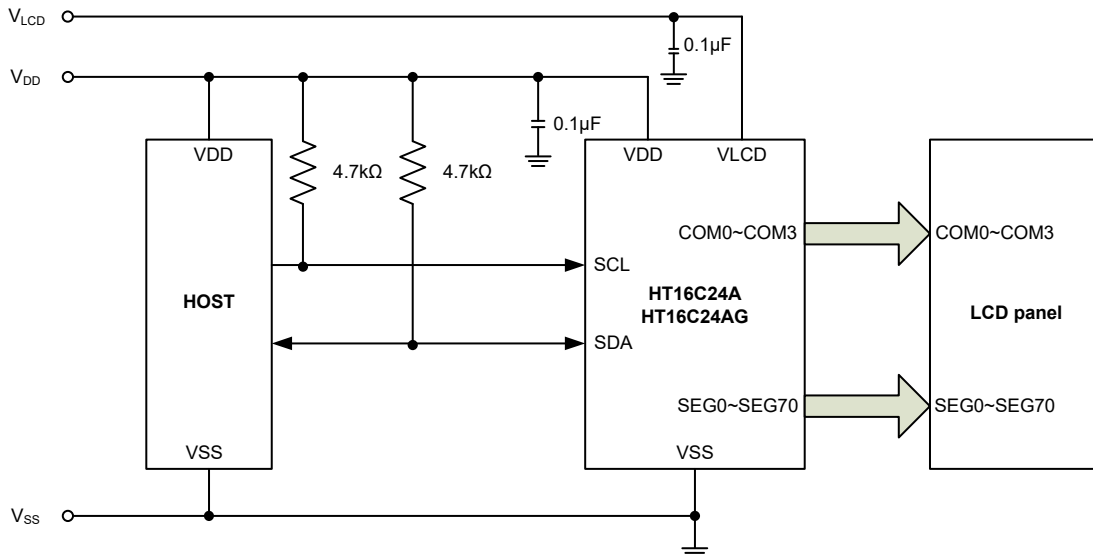 VLCD
0.1µF
VDD
0.1µF
VDD
4.7kΩ
4.7kΩ
VDD
VLCD
COM0~COM3
COM0~COM3
SCL
HOST
HT16C24A
HT16C24AG
LCD panel
SDA
SEG0~SEG70
SEG0~SEG70
VSS
VSS
VSS